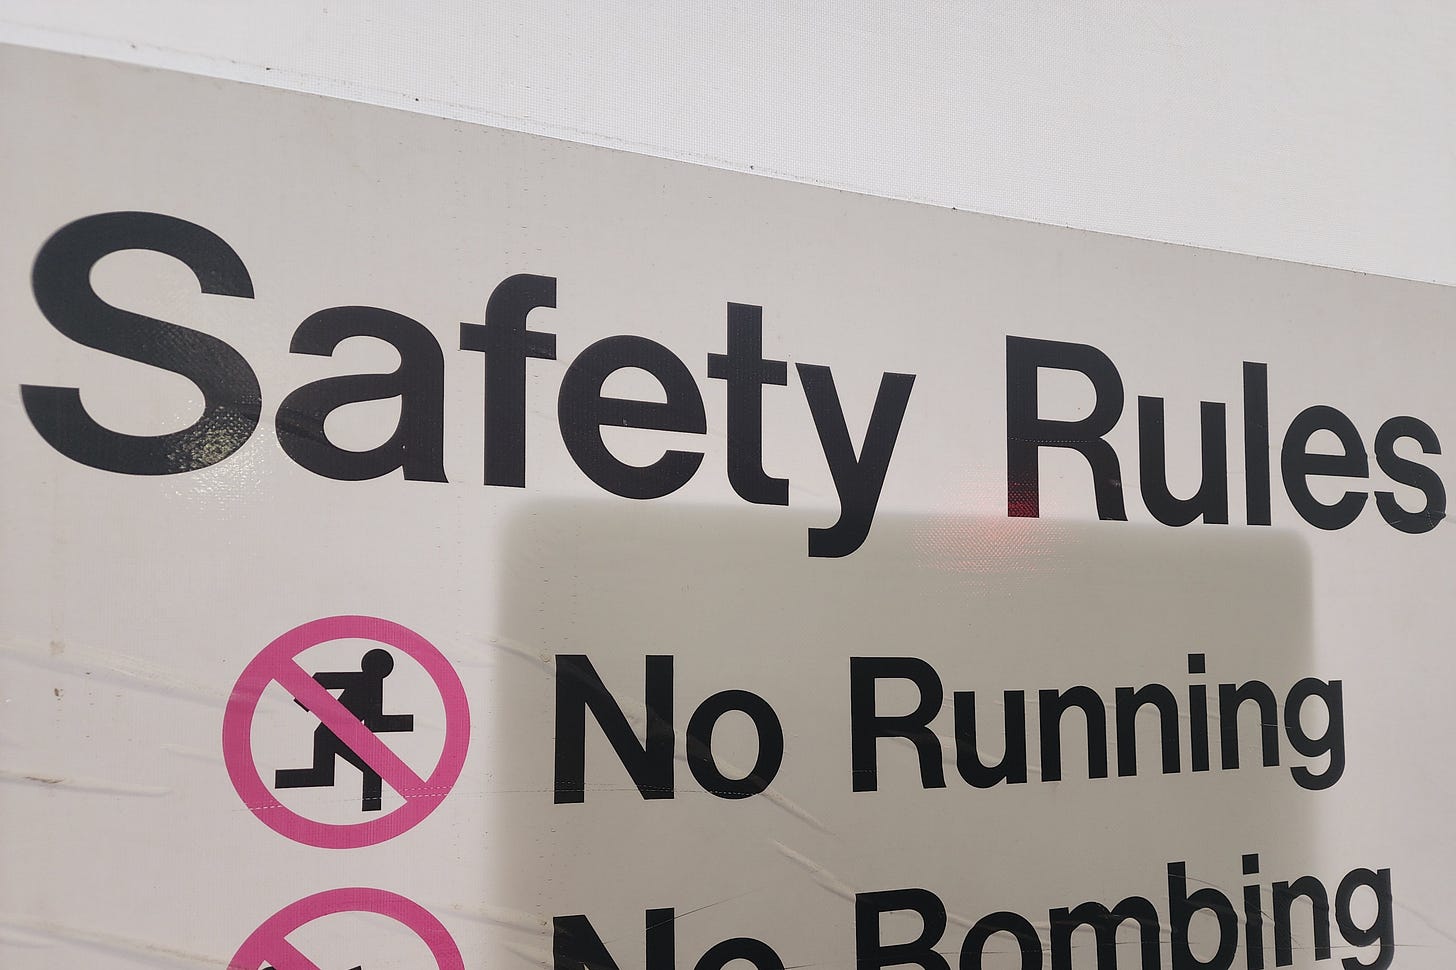 Safety Rules
No Running
No Bombing